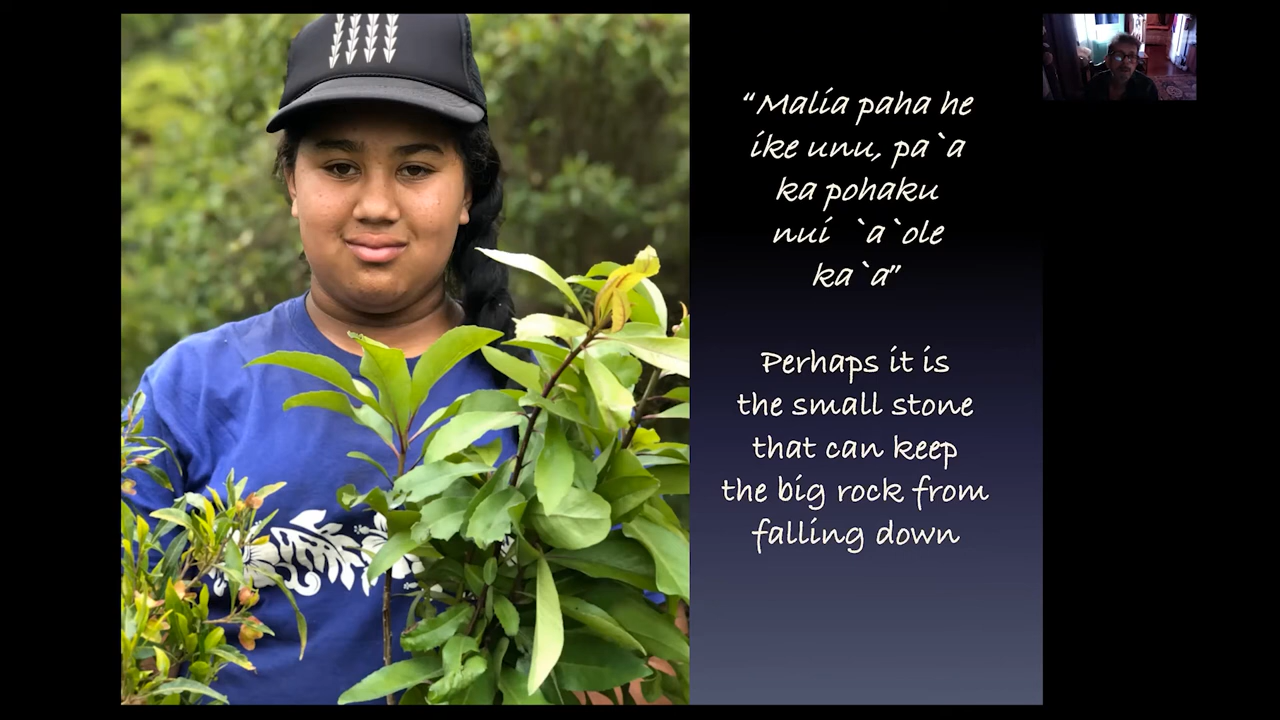 “Malia paha he
ike unu, pa`a
ka pohaku
nui `a`ole
ka`a”
Perhaps it is
the small stone
that can keep
the big rock from
falling down